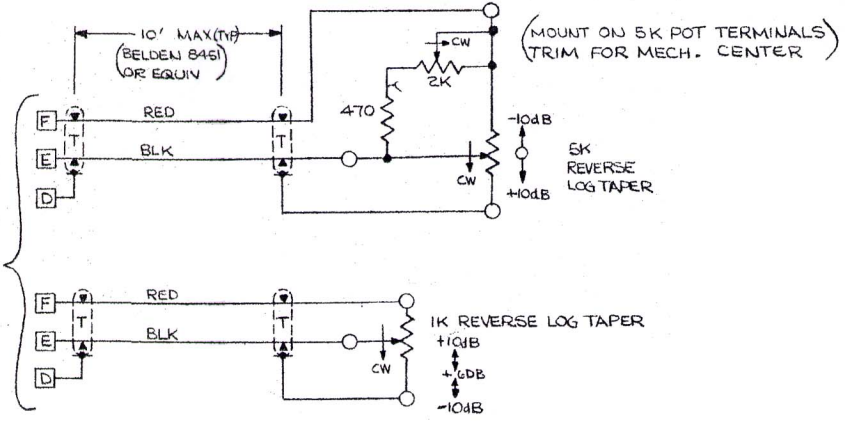 10' MAX (TYP)
(BELDEN 8451
OR EQUIV)
(MOUNT ON 5K POT TERMINALS
TRIM FOR MECH. CENTER)
CW
2K
470
F
T
RED
T
E
BLK
D
CW
-10dB
+10dB
5K
REVERSE
LOG TAPER
F
T
RED
T
E
BLK
D
CW
1K REVERSE LOG TAPER
+10dB
+6DB
-10dB